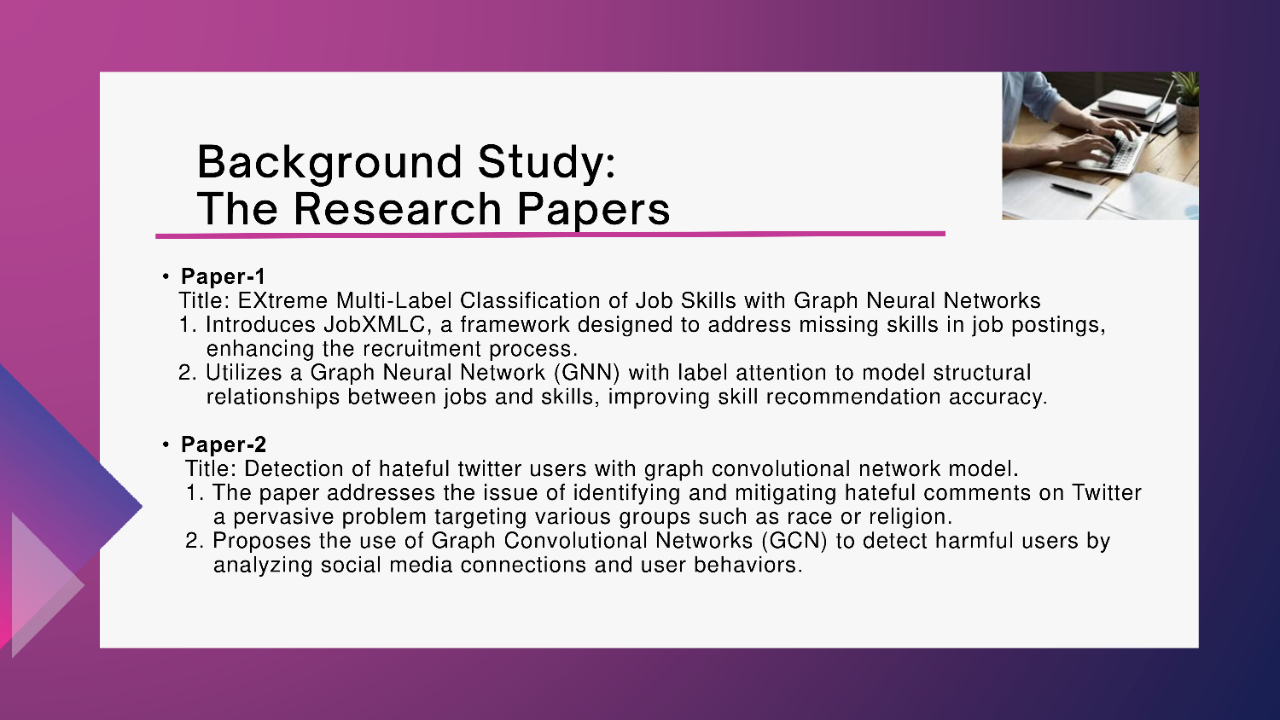 Background Study:
The Research Papers
• Paper-1
Title: EXtreme Multi-Label Classification of Job Skills with Graph Neural Networks
1. Introduces JobXMLC, a framework designed to address missing skills in job postings,
enhancing the recruitment process.
2. Utilizes a Graph Neural Network (GNN) with label attention to model structural
relationships between jobs and skills, improving skill recommendation accuracy.
• Paper-2
Title: Detection of hateful twitter users with graph convolutional network model.
1. The paper addresses the issue of identifying and mitigating hateful comments on Twitter
a pervasive problem targeting various groups such as race or religion.
2. Proposes the use of Graph Convolutional Networks (GCN) to detect harmful users by
analyzing social media connections and user behaviors.